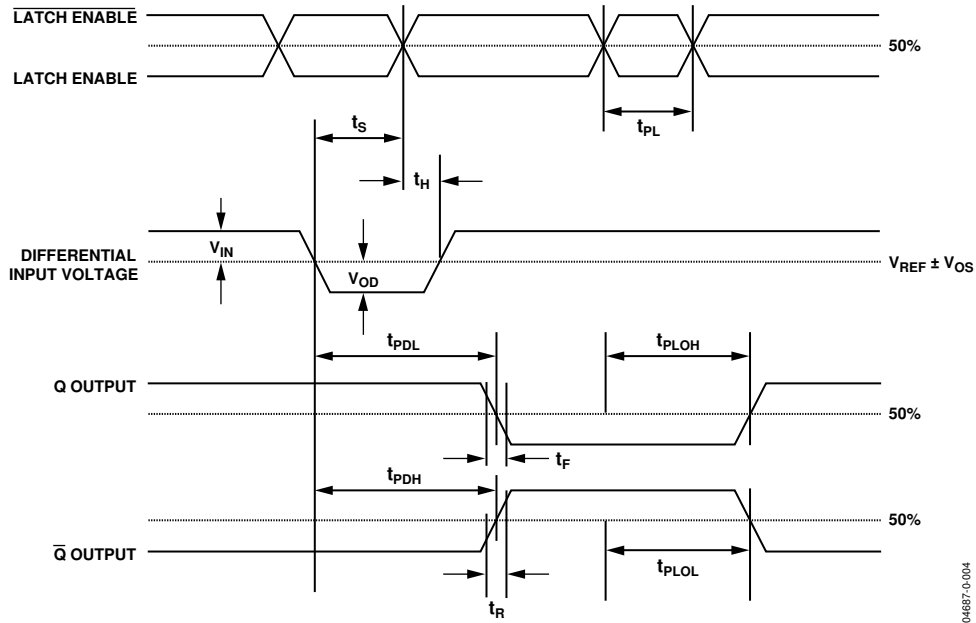 LATCH ENABLE
50%
LATCH ENABLE
tS
tPL
tH
VIN
DIFFERENTIAL
INPUT VOLTAGE
VOD
VREF ± VOS
tPDL
tPLOH
Q OUTPUT
50%
tF
tPDH
50%
Q̅ OUTPUT
tPLOL
tR
04687-0-004